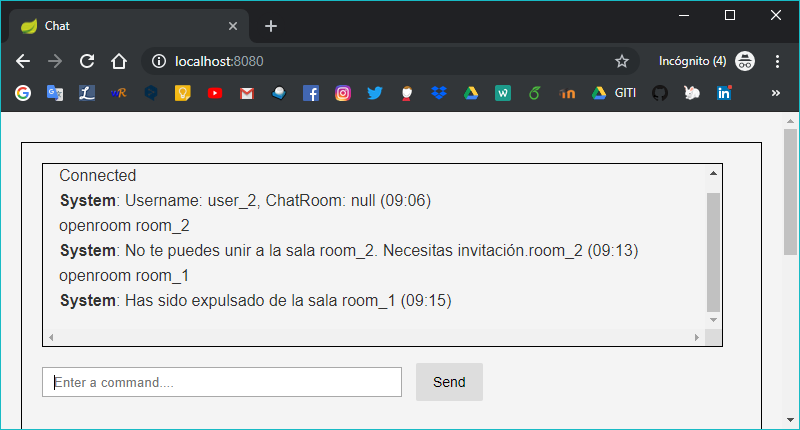 Chat
localhost:8080
Incógnito (4)
GITI
Connected
System: Username: user_2, ChatRoom: null (09:06)
openroom room_2
System: No te puedes unir a la sala room_2. Necesitas invitación.room_2 (09:13)
openroom room_1
System: Has sido expulsado de la sala room_1 (09:15)
Enter a command....
Send